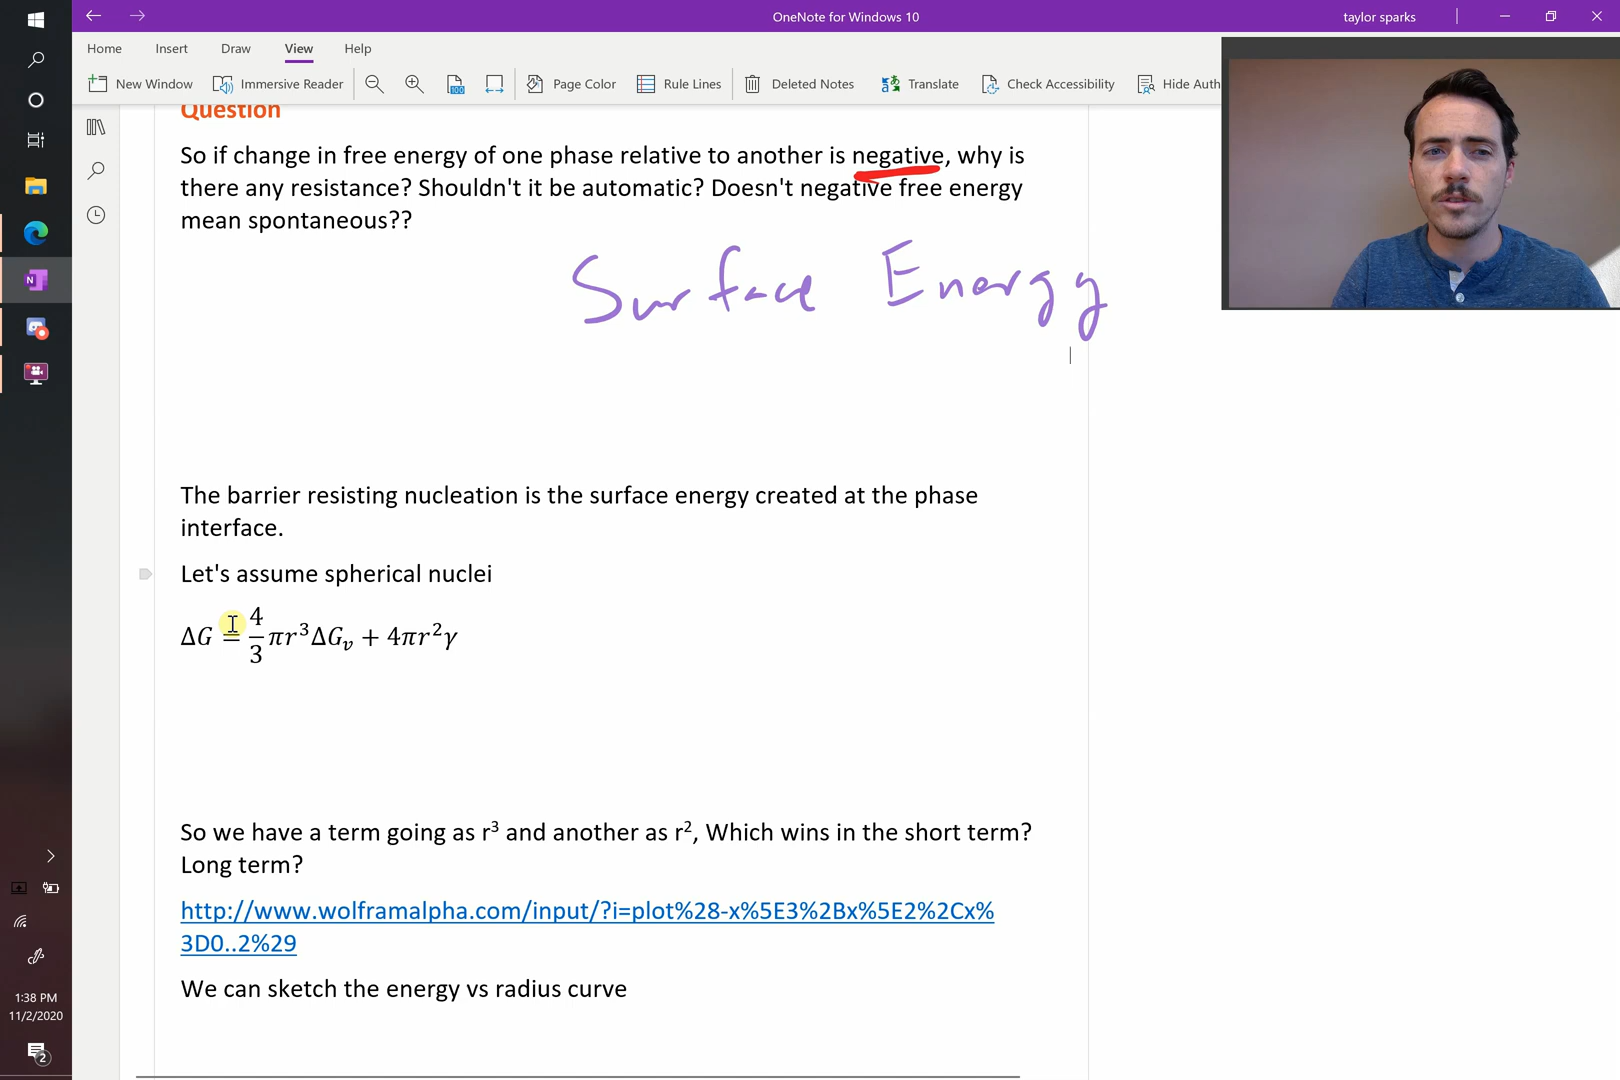 OneNote for Windows 10
taylor sparks
Home Insert Draw View Help
New Window Immersive Reader Page Color Rule Lines Deleted Notes Translate Check Accessibility Hide Auth
Question
So if change in free energy of one phase relative to another is negative, why is
there any resistance? Shouldn't it be automatic? Doesn't negative free energy
mean spontaneous??
Surface Energy
The barrier resisting nucleation is the surface energy created at the phase
interface.
Let's assume spherical nuclei
ΔG = 4/3 πr³ΔGᵥ + 4πr²γ
So we have a term going as r³ and another as r², Which wins in the short term?
Long term?
http://www.wolframalpha.com/input/?i=plot%28-x%5E3%2Bx%5E2%2Cx%
3D0..2%29
We can sketch the energy vs radius curve
1:38 PM
11/2/2020
2